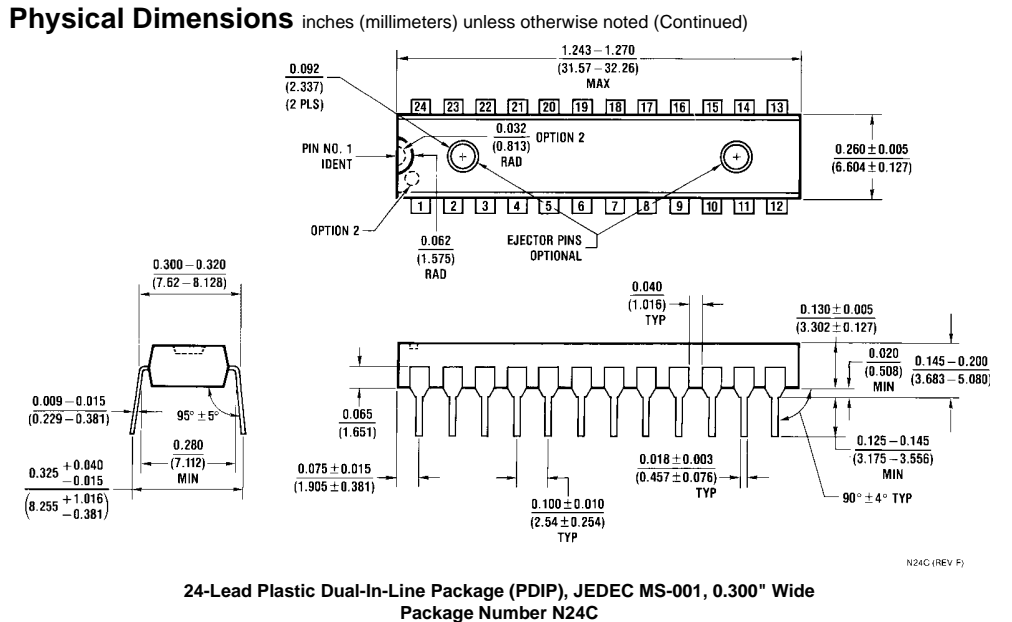 Physical Dimensions inches (millimeters) unless otherwise noted (Continued)
1.243 – 1.270
(31.57 – 32.26)
MAX
0.092
(2.337)
(2 PLS)
24 23 22 21 20 19 18 17 16 15 14 13
0.032
(0.813)
RAD
OPTION 2
PIN NO. 1
IDENT
0.260 ± 0.005
(6.604 ± 0.127)
1 2 3 4 5 6 7 8 9 10 11 12
OPTION 2
0.062
(1.575)
RAD
EJECTOR PINS
OPTIONAL
0.300 – 0.320
(7.62 – 8.128)
0.040
(1.016)
TYP
0.130 ± 0.005
(3.302 ± 0.127)
0.020
(0.508)
MIN
0.145 – 0.200
(3.683 – 5.080)
0.009 – 0.015
(0.229 – 0.381)
95° ± 5°
0.065
(1.651)
0.280
(7.112)
MIN
0.125 – 0.145
(3.175 – 3.556)
MIN
0.325 +0.040 –0.015
(8.255 +1.016 –0.381)
0.075 ± 0.015
(1.905 ± 0.381)
0.018 ± 0.003
(0.457 ± 0.076)
TYP
90° ± 4° TYP
0.100 ± 0.010
(2.54 ± 0.254)
TYP
N24C (REV F)
24-Lead Plastic Dual-In-Line Package (PDIP), JEDEC MS-001, 0.300" Wide
Package Number N24C